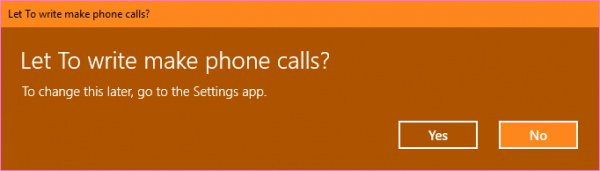 Let To write make phone calls?
Let To write make phone calls?
To change this later, go to the Settings app.
Yes No